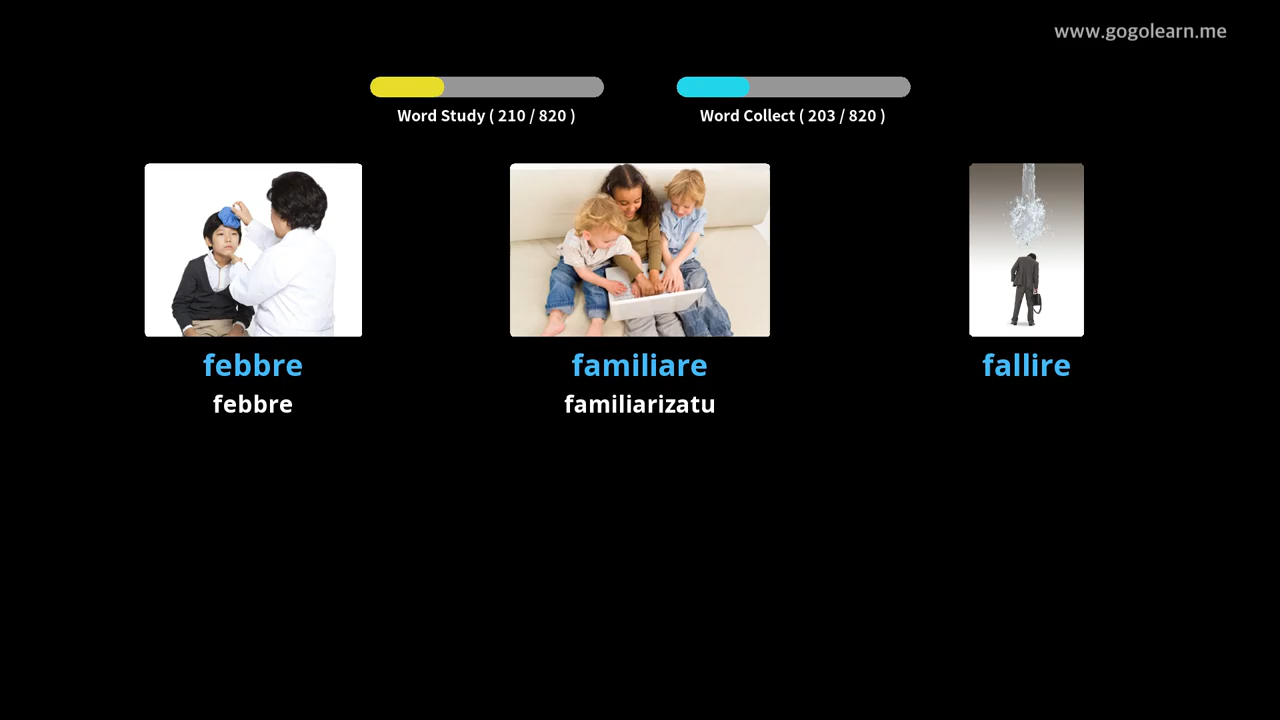 www.gogolearn.me
Word Study ( 210 / 820 )
Word Collect ( 203 / 820 )
febbre
familiare
fallire
febbre
familiarizatu